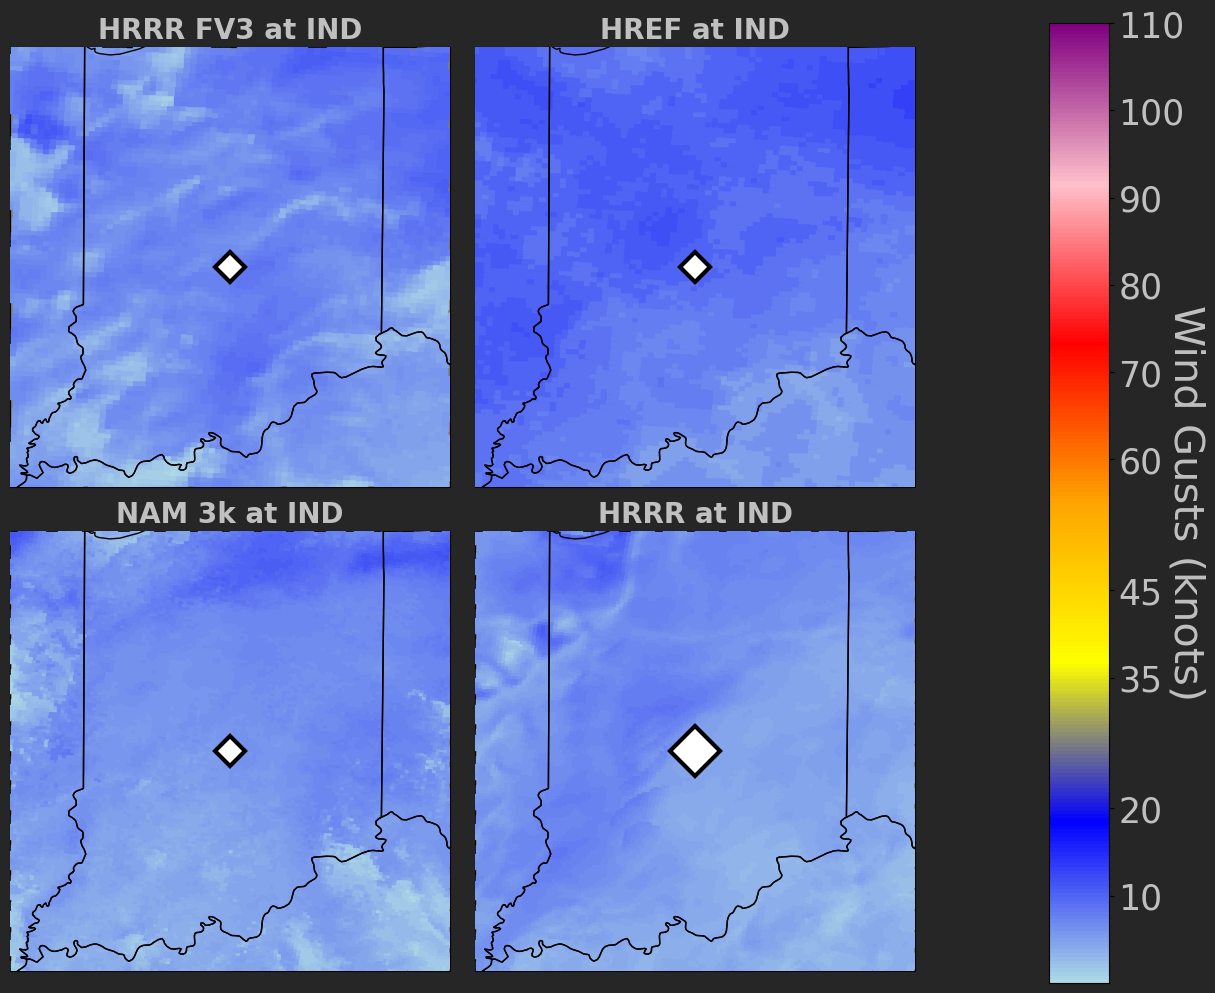 HRRR FV3 at IND
HREF at IND
NAM 3k at IND
HRRR at IND
110
100
90
80
70
60
45
35
20
10
Wind Gusts (knots)